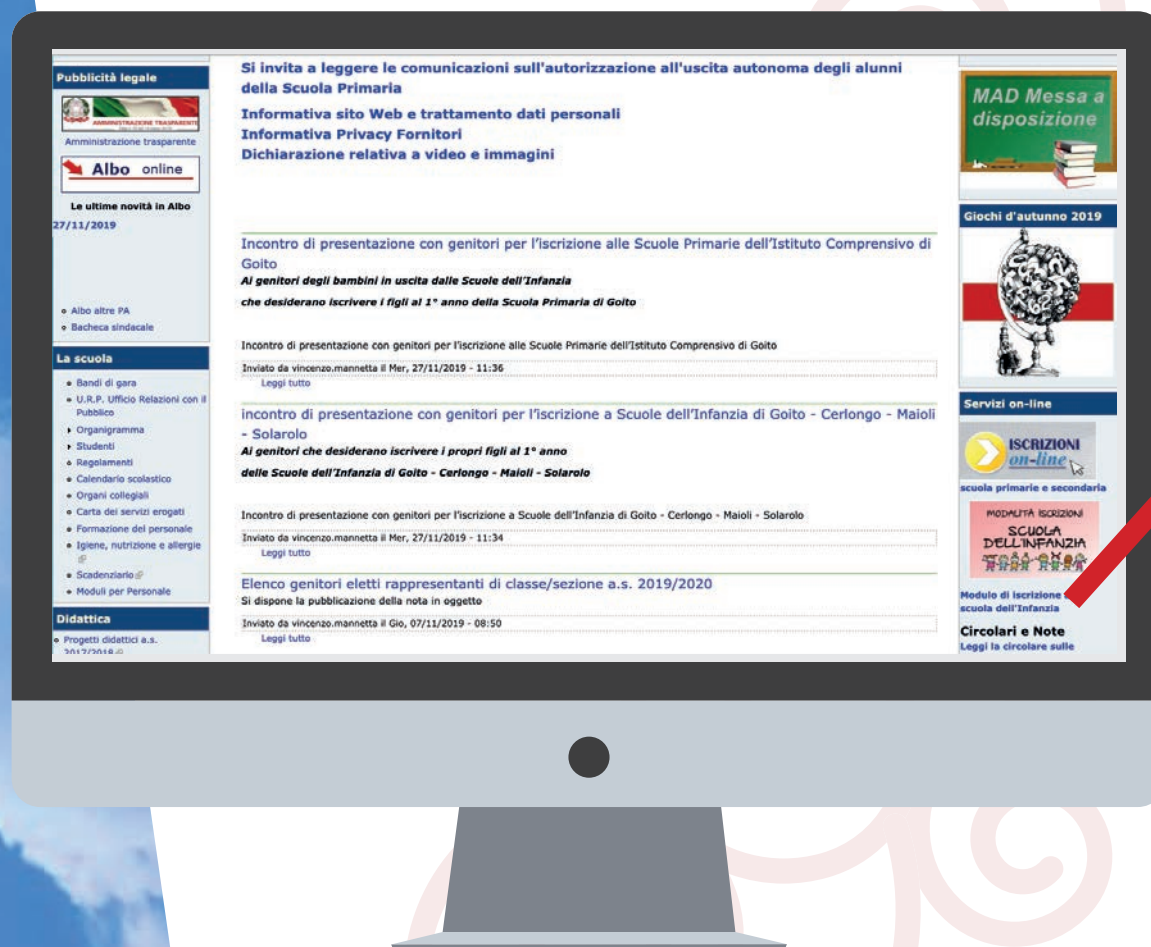 Pubblicità legale
AMMINISTRAZIONE TRASPARENTE
Amministrazione trasparente
Albo online
Le ultime novità in Albo
27/11/2019
Albo altre PA
Bacheca sindacale
La scuola
Bandi di gara
U.R.P. Ufficio Relazioni con il
Pubblico
Organigramma
Studenti
Regolamenti
Calendario scolastico
Organi collegiali
Carta dei servizi erogati
Formazione del personale
Igiene, nutrizione e allergie
Scadenziario
Moduli per Personale
Didattica
Progetti didattici a.s.
2017/2018
Si invita a leggere le comunicazioni sull'autorizzazione all'uscita autonoma degli alunni
della Scuola Primaria
Informativa sito Web e trattamento dati personali
Informativa Privacy Fornitori
Dichiarazione relativa a video e immagini
Incontro di presentazione con genitori per l'iscrizione alle Scuole Primarie dell'Istituto Comprensivo di
Goito
Ai genitori degli bambini in uscita dalle Scuole dell'Infanzia
che desiderano iscrivere i figli al 1° anno della Scuola Primaria di Goito
Incontro di presentazione con genitori per l'iscrizione alle Scuole Primarie dell'Istituto Comprensivo di Goito
Inviato da vincenzo.mannetta il Mer, 27/11/2019 - 11:36
Leggi tutto
incontro di presentazione con genitori per l'iscrizione a Scuole dell'Infanzia di Goito - Cerlongo - Maioli
- Solarolo
Ai genitori che desiderano iscrivere i propri figli al 1° anno
delle Scuole dell'Infanzia di Goito - Cerlongo - Maioli - Solarolo
Incontro di presentazione con genitori per l'iscrizione a Scuole dell'Infanzia di Goito - Cerlongo - Maioli - Solarolo
Inviato da vincenzo.mannetta il Mer, 27/11/2019 - 11:34
Leggi tutto
Elenco genitori eletti rappresentanti di classe/sezione a.s. 2019/2020
Si dispone la pubblicazione della nota in oggetto
Inviato da vincenzo.mannetta il Gio, 07/11/2019 - 08:50
Leggi tutto
MAD Messa a
disposizione
Giochi d'autunno 2019
Servizi on-line
ISCRIZIONI
on-line
scuola primarie e secondaria
MODALITÀ ISCRIZIONI
SCUOLA
DELL'INFANZIA
Modulo di iscrizione
scuola dell'Infanzia
Circolari e Note
Leggi la circolare sulle